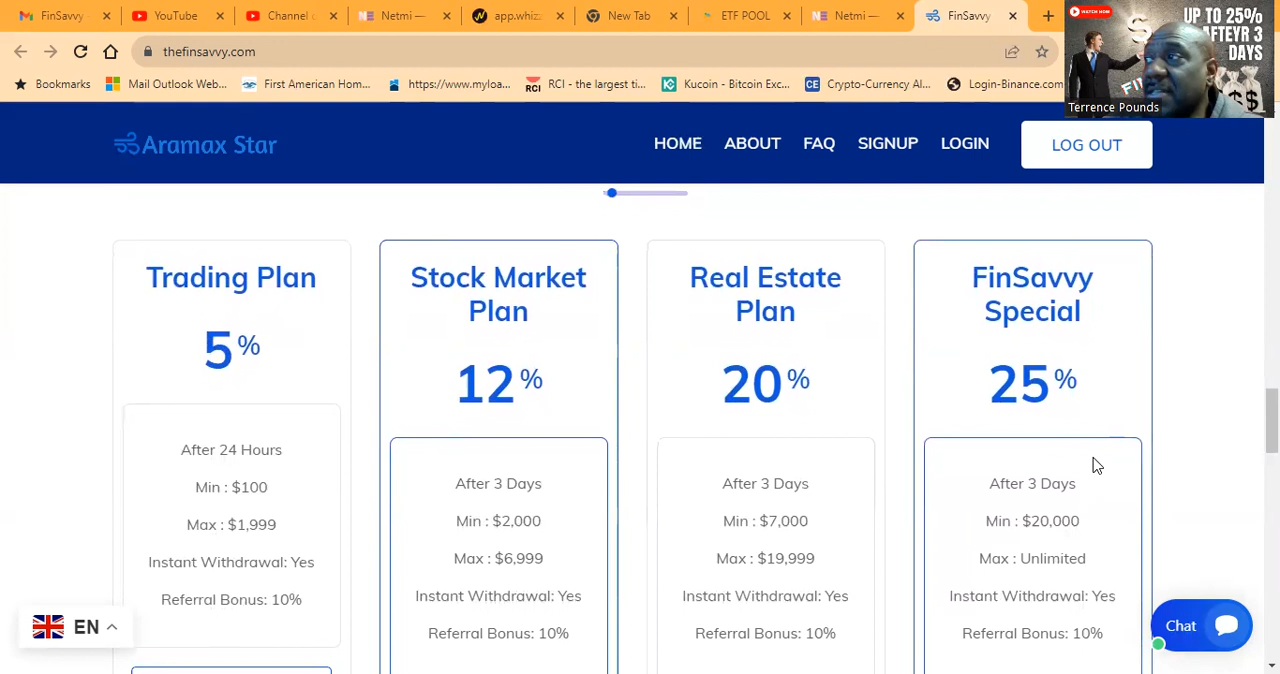 FinSavvy
YouTube
Channel c
Netmi —
app.whizz
New Tab
ETF POOL
Netmi —
FinSavvy
thefinsavvy.com
Bookmarks
Mail Outlook Web...
First American Hom...
https://www.myloa...
RCI - the largest ti...
Kucoin - Bitcoin Exc...
Crypto-Currency Al...
Login-Binance.com
WATCH NOW
UP TO 25%
AFTEYR 3
DAYS
Terrence Pounds
Aramax Star
HOME
ABOUT
FAQ
SIGNUP
LOGIN
LOG OUT
Trading Plan
5%
After 24 Hours
Min : $100
Max : $1,999
Instant Withdrawal: Yes
Referral Bonus: 10%
Stock Market
Plan
12%
After 3 Days
Min : $2,000
Max : $6,999
Instant Withdrawal: Yes
Referral Bonus: 10%
Real Estate
Plan
20%
After 3 Days
Min : $7,000
Max : $19,999
Instant Withdrawal: Yes
Referral Bonus: 10%
FinSavvy
Special
25%
After 3 Days
Min : $20,000
Max : Unlimited
Instant Withdrawal: Yes
Referral Bonus: 10%
EN
Chat